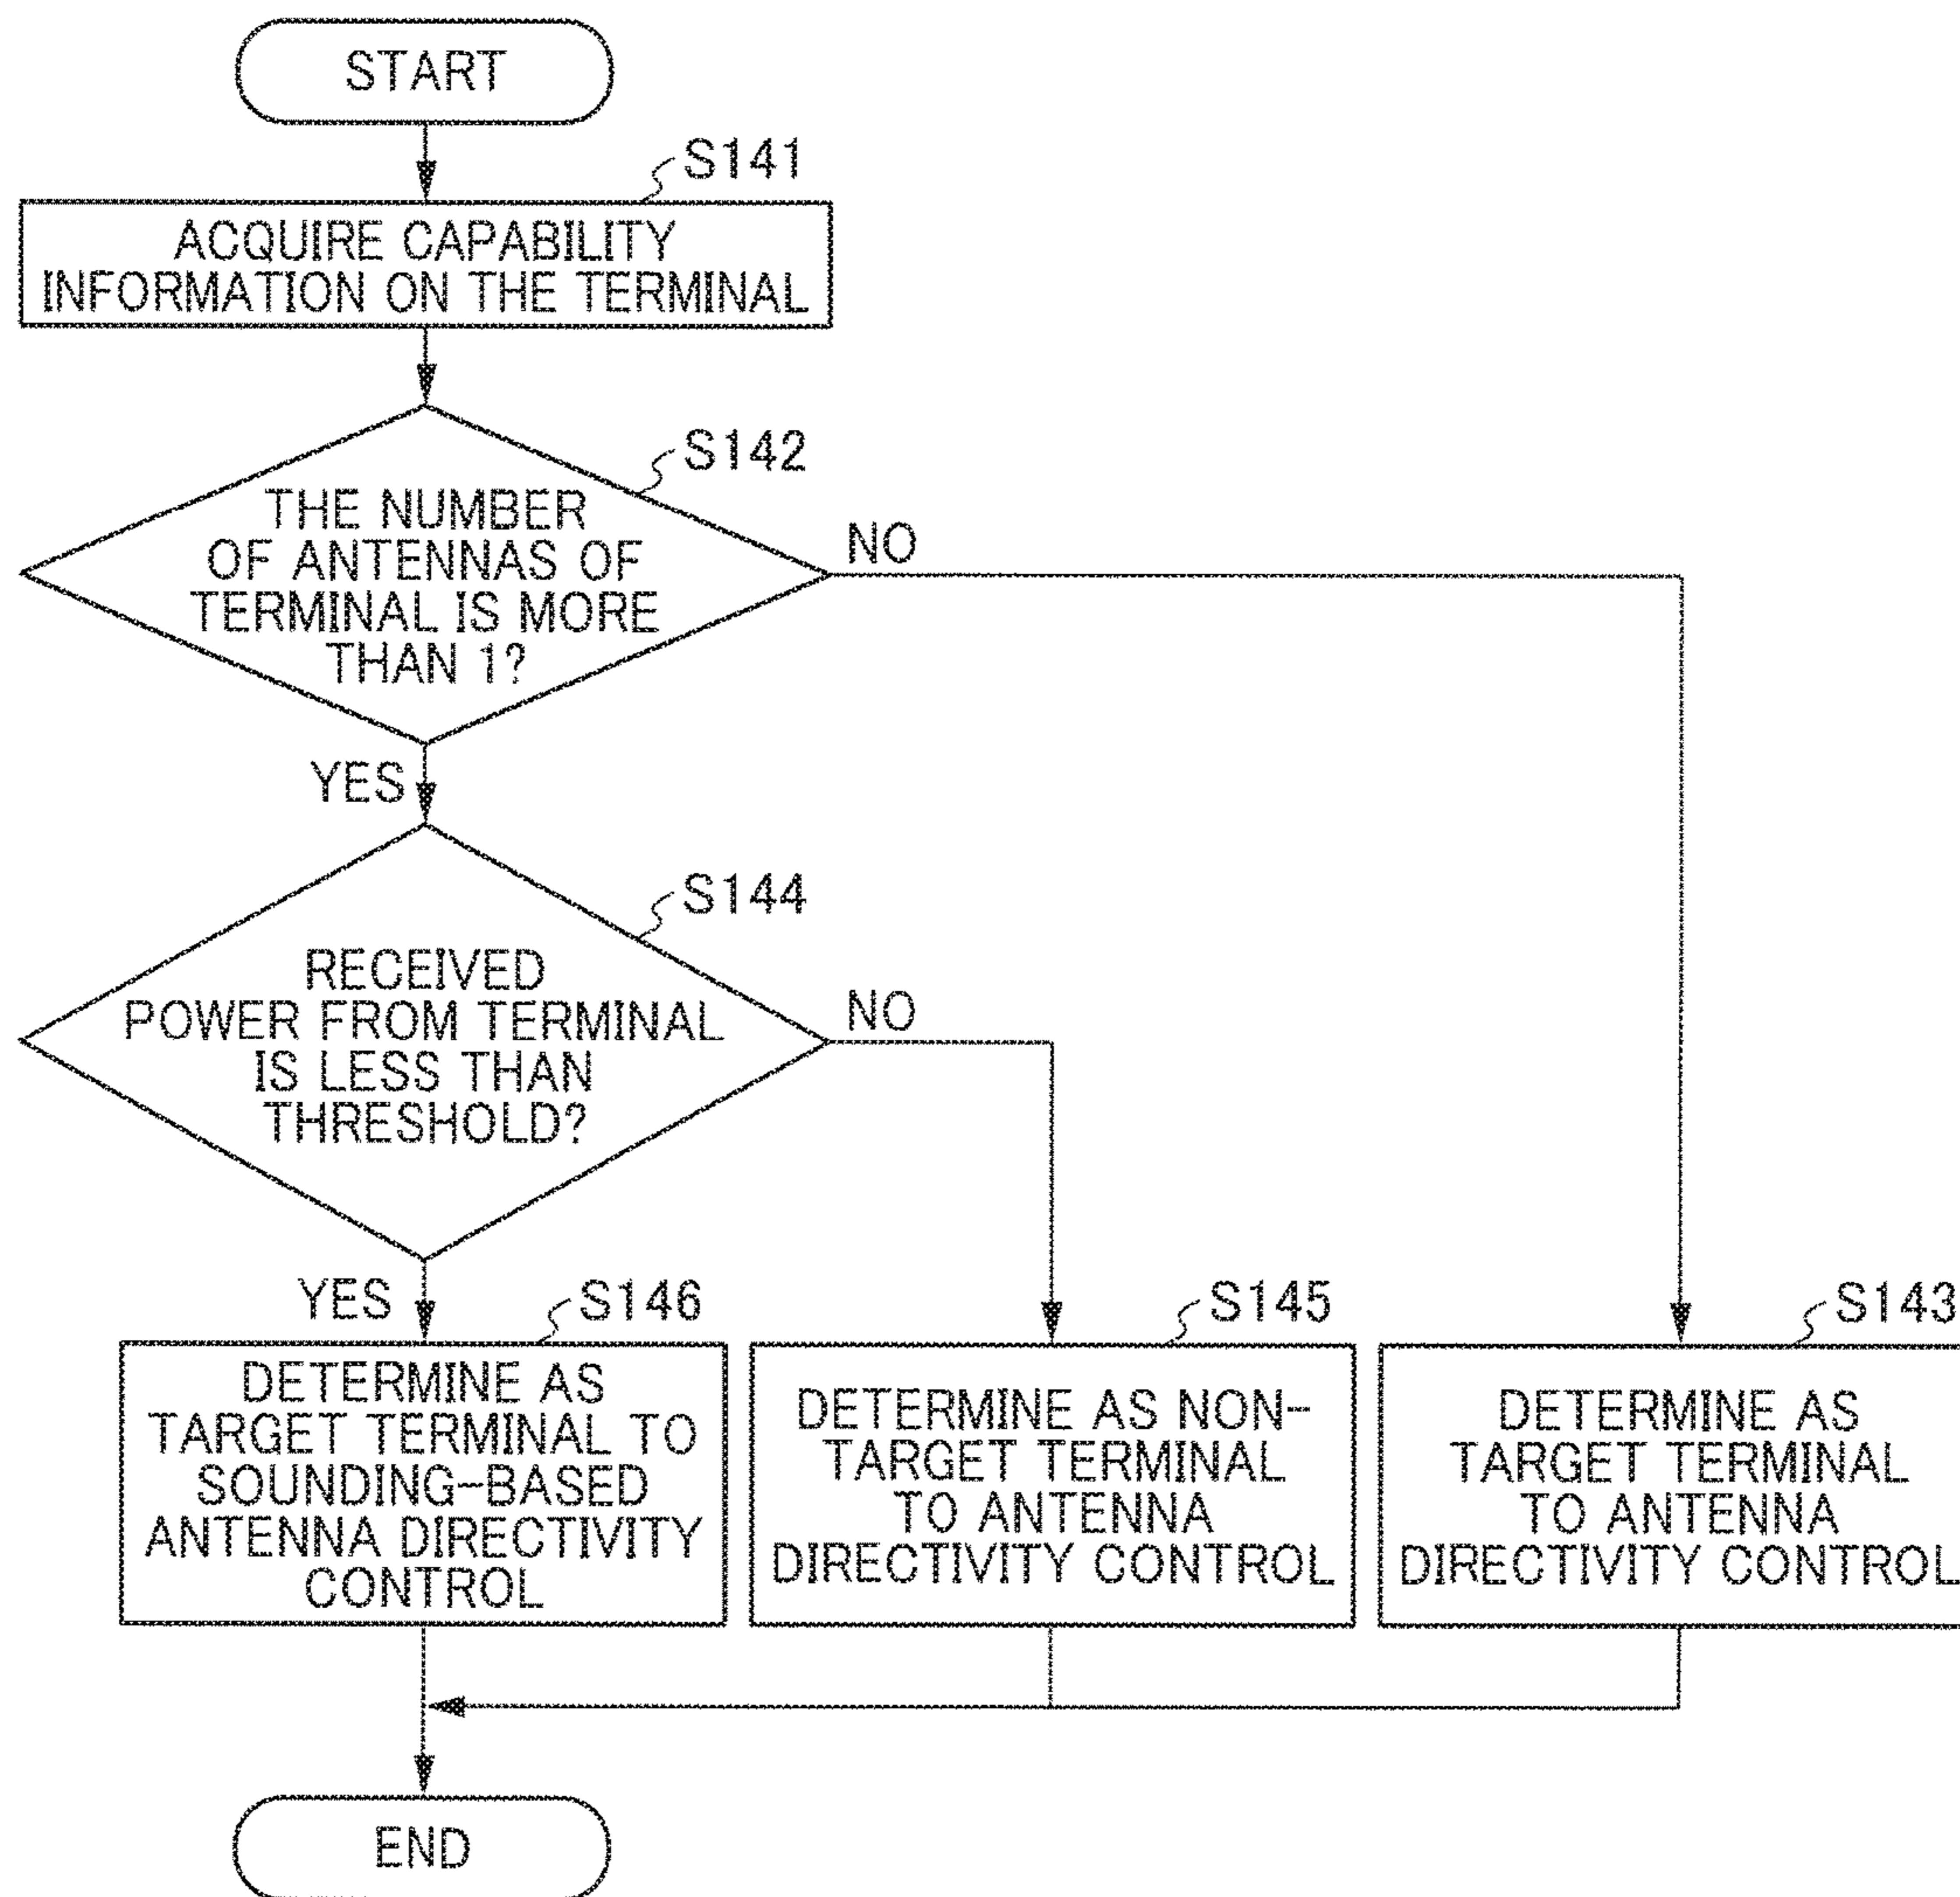 START
S141
ACQUIRE CAPABILITY
INFORMATION ON THE TERMINAL
S142
THE NUMBER
OF ANTENNAS OF
TERMINAL IS MORE
THAN 1?
NO
YES
S144
RECEIVED
POWER FROM TERMINAL
IS LESS THAN
THRESHOLD?
NO
YES
S146
DETERMINE AS
TARGET TERMINAL TO
SOUNDING-BASED
ANTENNA DIRECTIVITY
CONTROL
S145
DETERMINE AS NON-
TARGET TERMINAL
TO ANTENNA
DIRECTIVITY CONTROL
S143
DETERMINE AS
TARGET TERMINAL
TO ANTENNA
DIRECTIVITY CONTROL
END